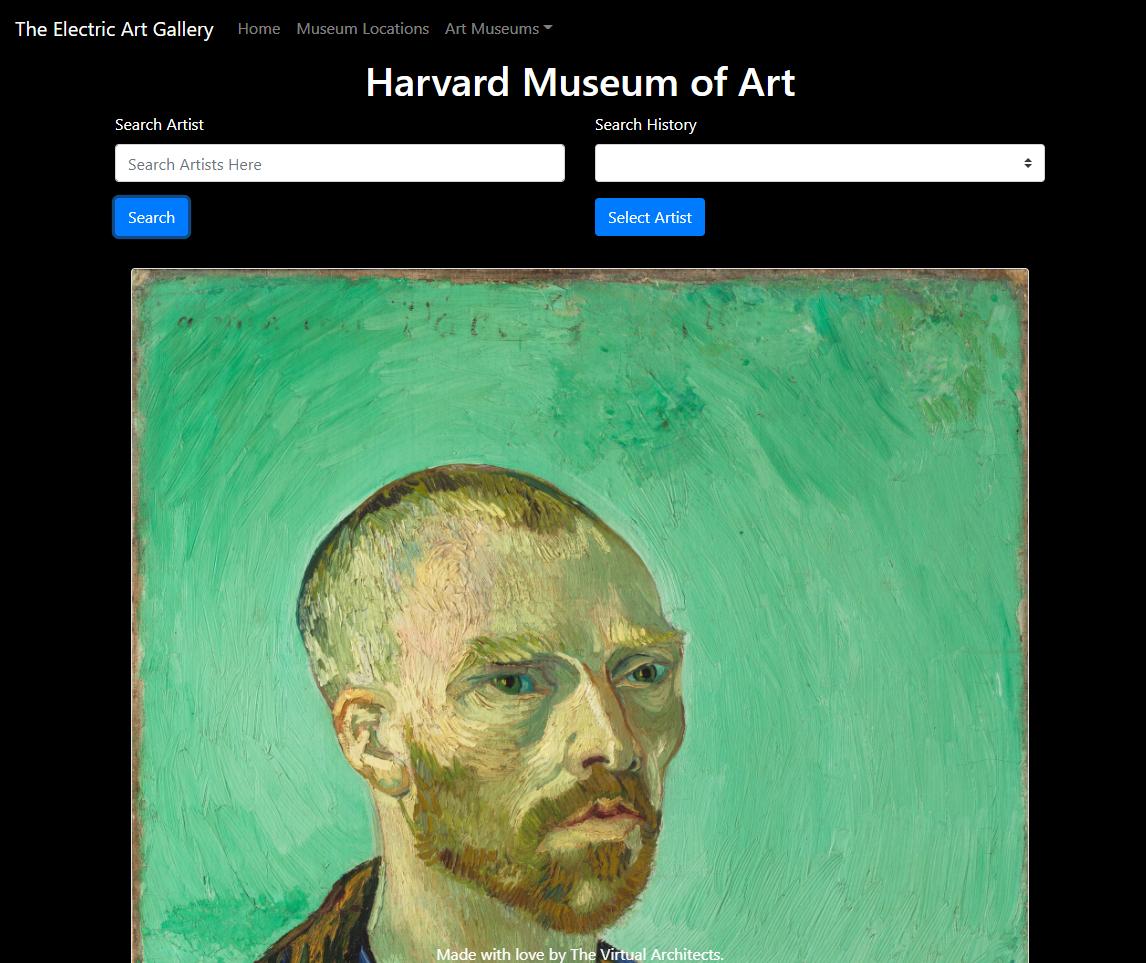 The Electric Art Gallery Home Museum Locations Art Museums
Harvard Museum of Art
Search Artist Search History
Search Artists Here
Search Select Artist
Made with love by The Virtual Architects.